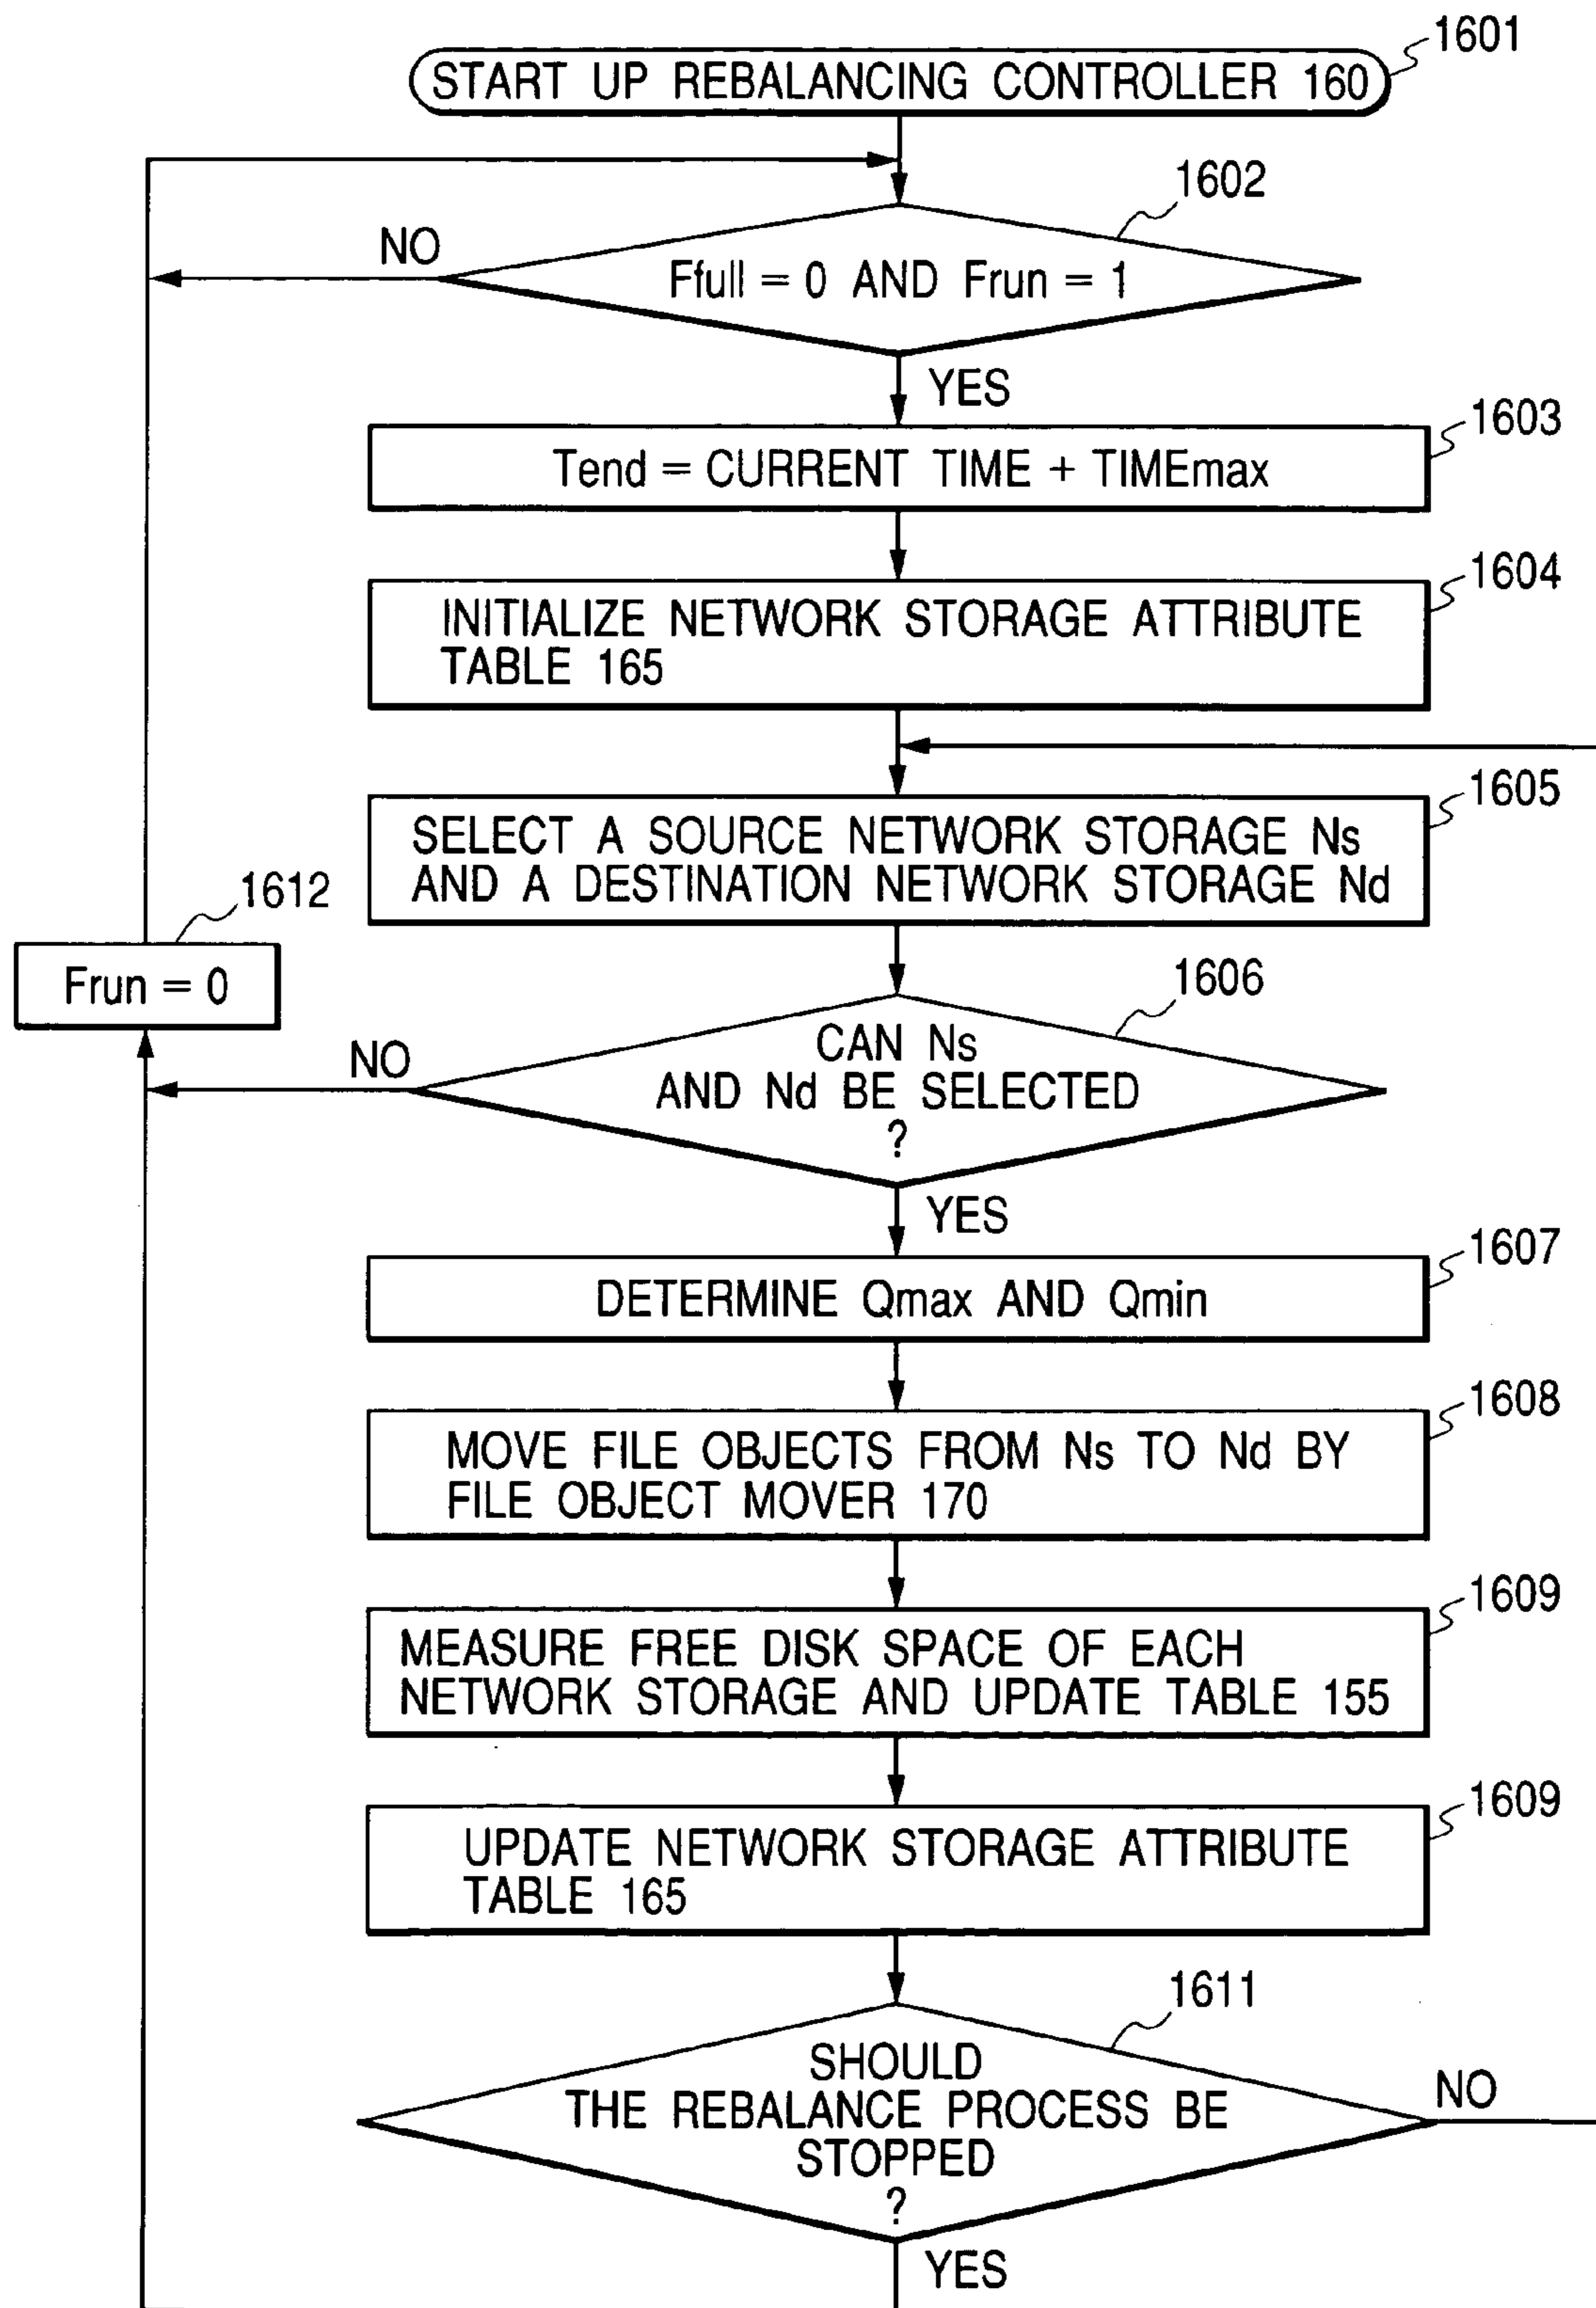 1601
START UP REBALANCING CONTROLLER 160
1602
NO
Ffull = 0 AND Frun = 1
YES
1603
Tend = CURRENT TIME + TIMEmax
1604
INITIALIZE NETWORK STORAGE ATTRIBUTE
TABLE 165
1605
SELECT A SOURCE NETWORK STORAGE Ns
AND A DESTINATION NETWORK STORAGE Nd
1612
Frun = 0
1606
NO
CAN Ns
AND Nd BE SELECTED
?
YES
1607
DETERMINE Qmax AND Qmin
1608
MOVE FILE OBJECTS FROM Ns TO Nd BY
FILE OBJECT MOVER 170
1609
MEASURE FREE DISK SPACE OF EACH
NETWORK STORAGE AND UPDATE TABLE 155
1609
UPDATE NETWORK STORAGE ATTRIBUTE
TABLE 165
1611
SHOULD
THE REBALANCE PROCESS BE
STOPPED
?
NO
YES